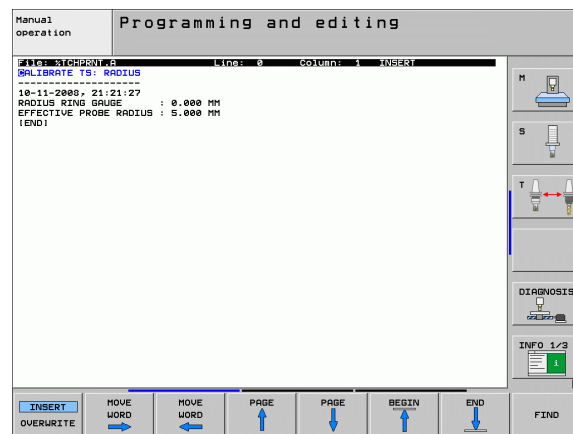 Manual
operation
Programming and editing
File: %TCHPRNT.A Line: 0 Column: 1 INSERT
CALIBRATE TS: RADIUS
--------------------
10-11-2008, 21:21:27
RADIUS RING GAUGE : 0.000 MM
EFFECTIVE PROBE RADIUS : 5.000 MM
[END]
M
S
T
DIAGNOSIS
INFO 1/3
i
INSERT
OVERWRITE
MOVE
WORD
MOVE
WORD
PAGE
PAGE
BEGIN
END
FIND